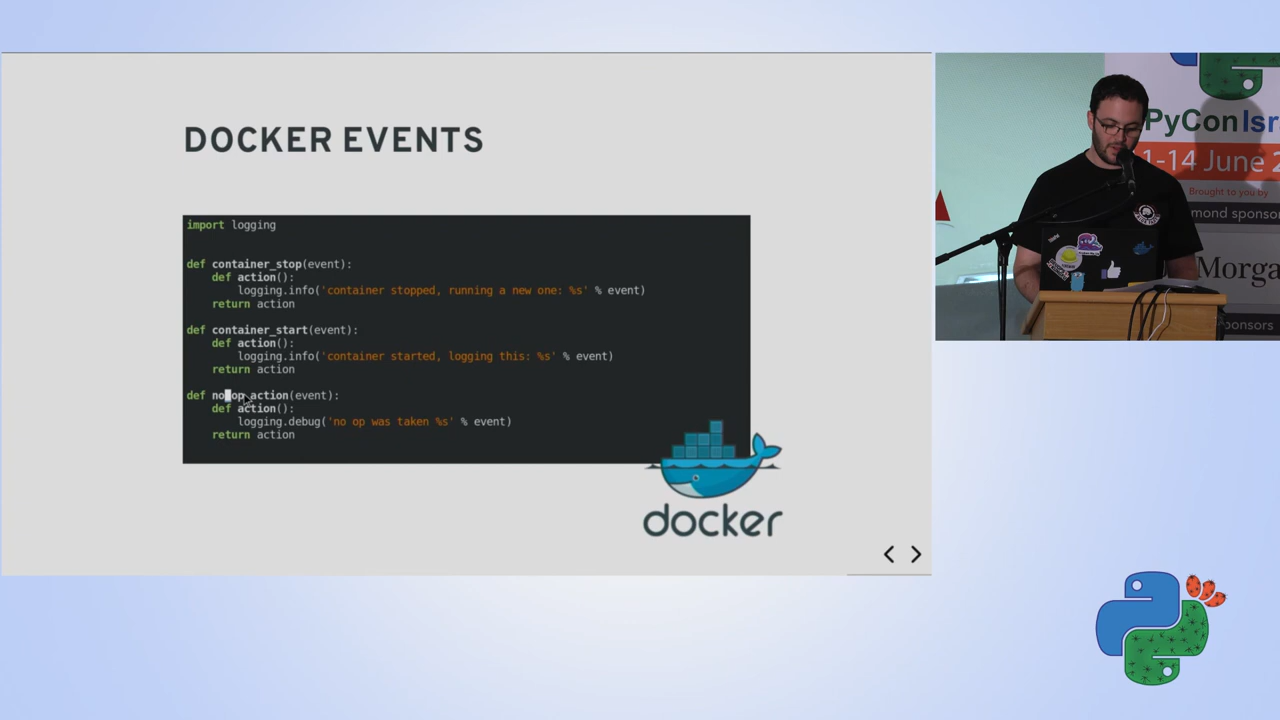 DOCKER EVENTS
import logging
def container_stop(event):
def action():
logging.info('container stopped, running a new one: %s' % event)
return action
def container_start(event):
def action():
logging.info('container started, logging this: %s' % event)
return action
def no op_action(event):
def action():
logging.debug('no op was taken %s' % event)
return action
docker
< >
PyConIsr
1-14 June 2
Brought to you by
mond sponsor
Morga
ponsors